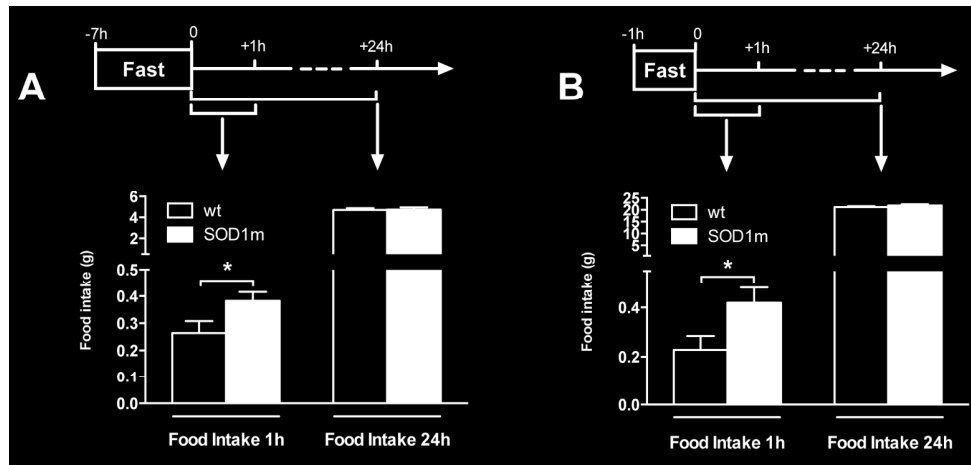 A
-7h
0
+1h
+24h
Fast
Food intake (g)
6
4
2
0.5
0.4
0.3
0.2
0.1
0.0
wt
SOD1m
*
Food Intake 1h
Food Intake 24h
B
-1h
0
+1h
+24h
Fast
Food intake (g)
25
20
15
10
5
0.4
0.2
0.0
wt
SOD1m
*
Food Intake 1h
Food Intake 24h